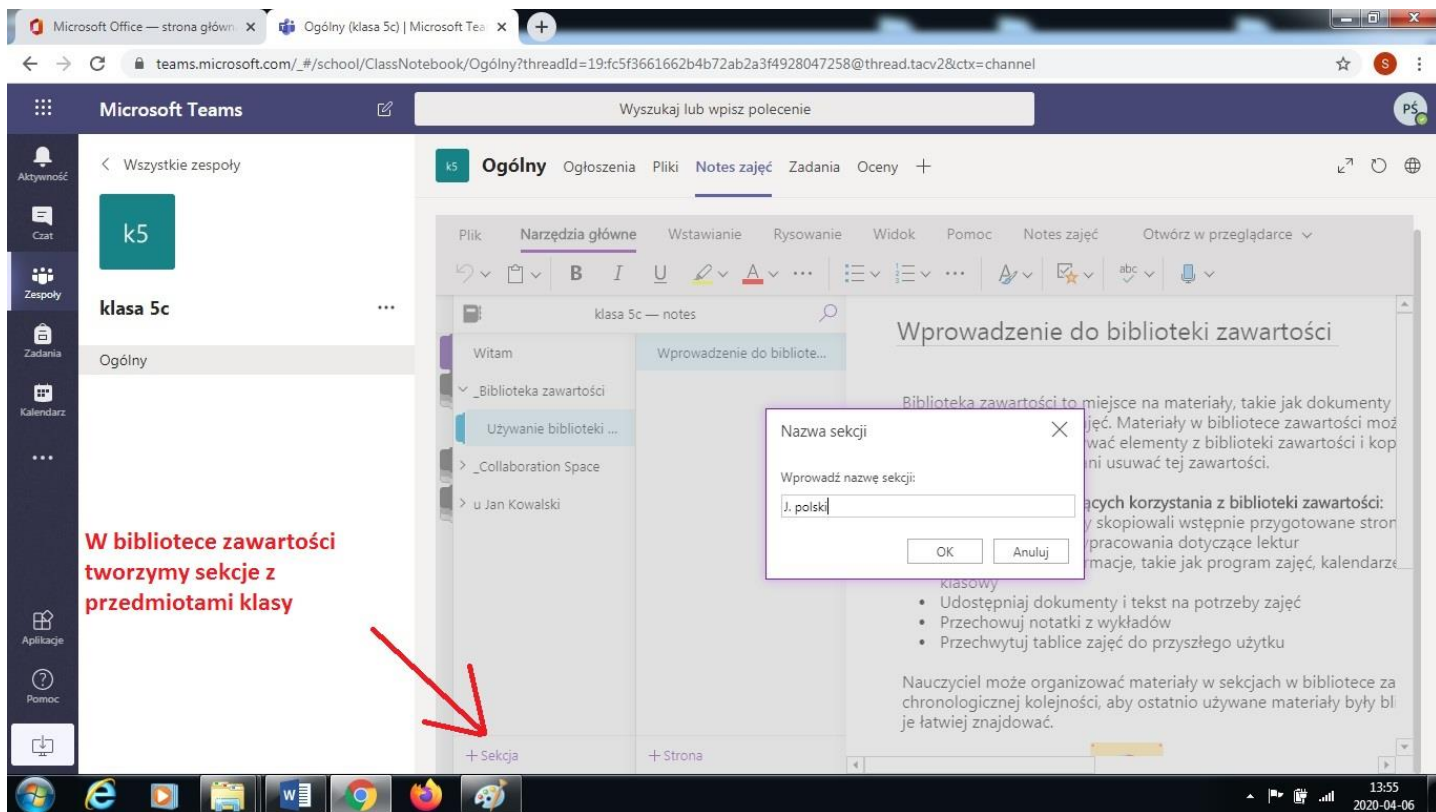 Microsoft Office — strona główn
Ogólny (klasa 5c) | Microsoft Tea
teams.microsoft.com/_#/school/ClassNotebook/Ogólny?threadId=19:fc5f3661662b4b72ab2a3f4928047258@thread.tacv2&ctx=channel
S
Microsoft Teams
Wyszukaj lub wpisz polecenie
PŚ
Aktywność
Czat
Zespoły
Zadania
Kalendarz
Aplikacje
Pomoc
Wszystkie zespoły
k5
klasa 5c
Ogólny
W bibliotece zawartości
tworzymy sekcje z
przedmiotami klasy
k5 Ogólny Ogłoszenia Pliki Notes zajęć Zadania Oceny
Plik Narzędzia główne Wstawianie Rysowanie Widok Pomoc Notes zajęć Otwórz w przeglądarce
B I U A A abc
klasa 5c — notes
Witam
_Biblioteka zawartości
Używanie biblioteki ...
_Collaboration Space
u Jan Kowalski
+ Sekcja
Wprowadzenie do bibliote...
+ Strona
Wprowadzenie do biblioteki zawartości
Biblioteka zawartości to miejsce na materiały, takie jak dokumenty
jęć. Materiały w bibliotece zawartości moż
wać elementy z biblioteki zawartości i kop
ni usuwać tej zawartości.
ących korzystania z biblioteki zawartości:
y skopiowali wstępnie przygotowane stron
pracowania dotyczące lektur
rmacje, takie jak program zajęć, kalendarze
klasowy
• Udostępniaj dokumenty i tekst na potrzeby zajęć
• Przechowuj notatki z wykładów
• Przechwytuj tablice zajęć do przyszłego użytku
Nauczyciel może organizować materiały w sekcjach w bibliotece za
chronologicznej kolejności, aby ostatnio używane materiały były bli
je łatwiej znajdować.
Nazwa sekcji
Wprowadź nazwę sekcji:
J. polski
OK Anuluj
13:55
2020-04-06